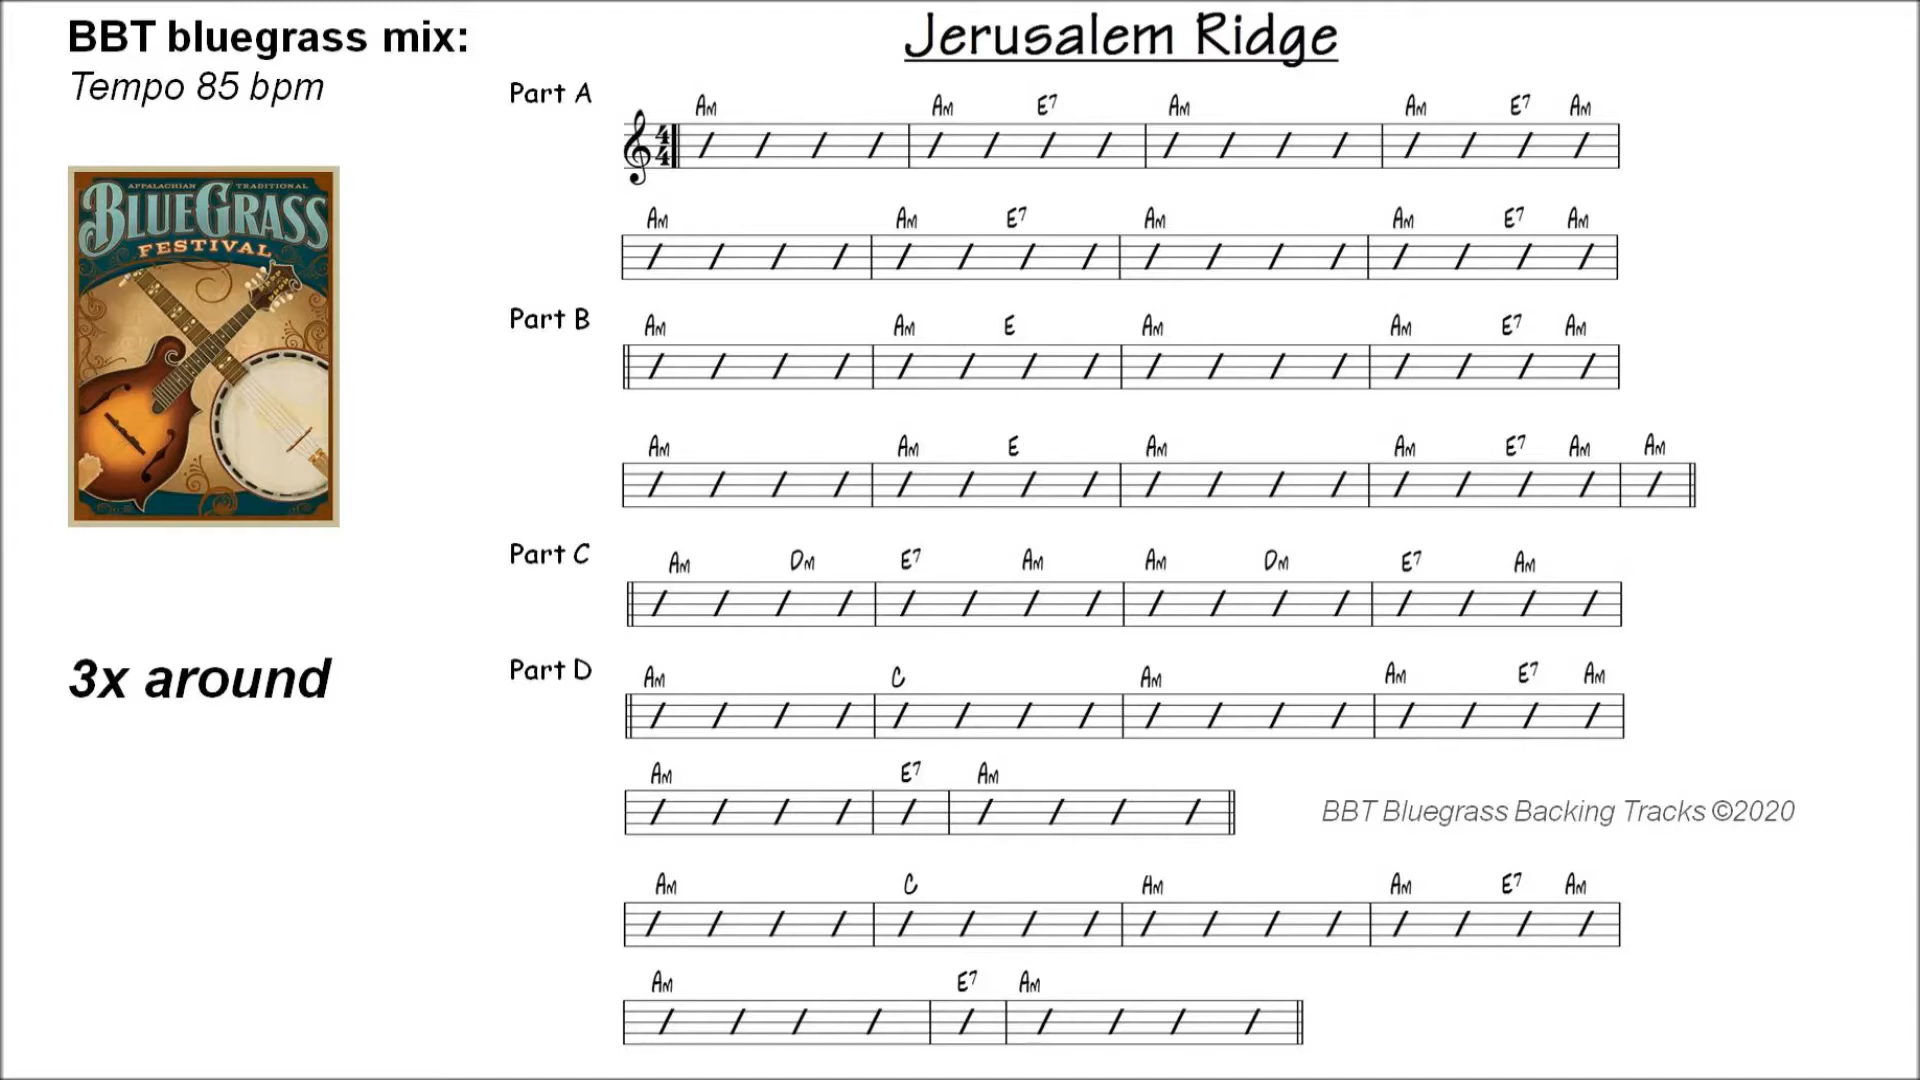 BBT bluegrass mix:
Tempo 85 bpm
APPALACHIAN TRADITIONAL
BLUEGRASS
FESTIVAL
3x around
Jerusalem Ridge
Part A
Am Am E7 Am Am E7 Am
4
4
Am Am E7 Am Am E7 Am
Part B
Am Am E Am Am E7 Am
Am Am E Am Am E7 Am Am
Part C
Am Dm E7 Am Am Dm E7 Am
Part D
Am C Am Am E7 Am
Am E7 Am
BBT Bluegrass Backing Tracks ©2020
Am C Am Am E7 Am
Am E7 Am